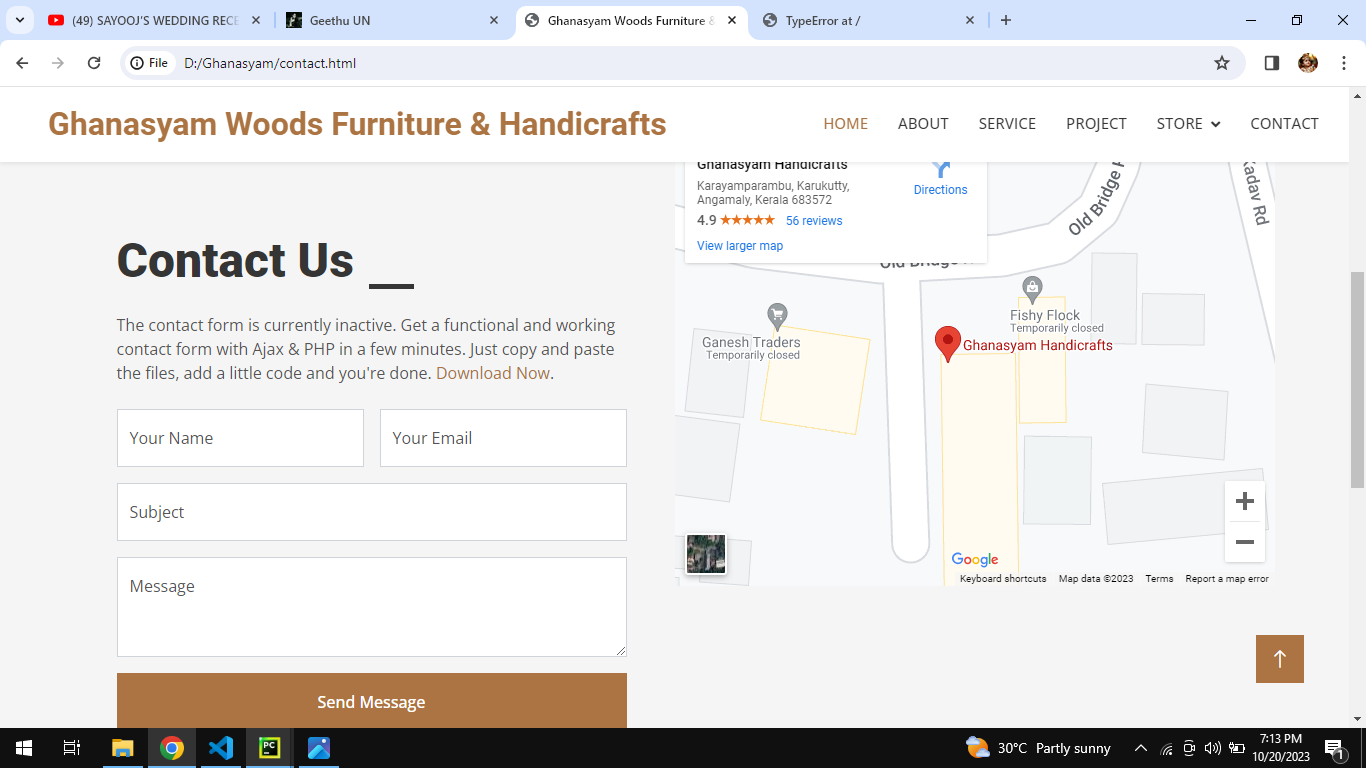 (49) SAYOOJ'S WEDDING RECE
Geethu UN
Ghanasyam Woods Furniture &
TypeError at /
File
D:/Ghanasyam/contact.html
Ghanasyam Woods Furniture & Handicrafts
HOME
ABOUT
SERVICE
PROJECT
STORE
CONTACT
Contact Us
The contact form is currently inactive. Get a functional and working
contact form with Ajax & PHP in a few minutes. Just copy and paste
the files, add a little code and you're done. Download Now.
Your Name
Your Email
Subject
Message
Send Message
Ghanasyam Handicrafts
Karayamparambu, Karukutty,
Angamaly, Kerala 683572
4.9
56 reviews
View larger map
Directions
Old Bridge
Kadav Rd
Old Bridge
Fishy Flock
Temporarily closed
Ganesh Traders
Temporarily closed
Ghanasyam Handicrafts
Google
Keyboard shortcuts
Map data ©2023
Terms
Report a map error
PC
30°C Partly sunny
7:13 PM
10/20/2023
1